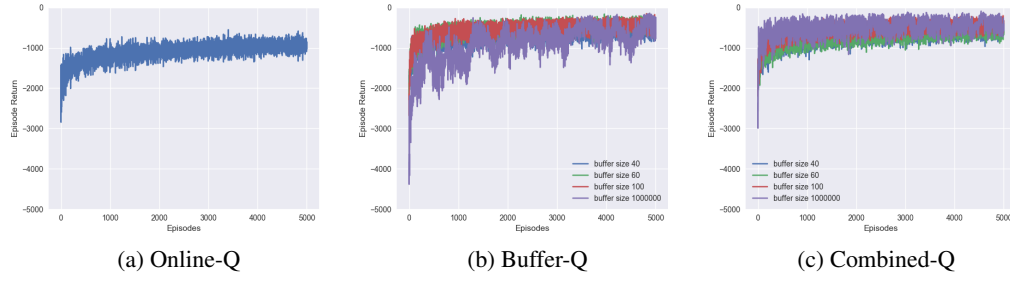 0
−1000
−2000
−3000
−4000
−5000
Episode Return
0 1000 2000 3000 4000 5000
Episodes
(a) Online-Q
0
−1000
−2000
−3000
−4000
−5000
Episode Return
buffer size 40
buffer size 60
buffer size 100
buffer size 1000000
0 1000 2000 3000 4000 5000
Episodes
(b) Buffer-Q
0
−1000
−2000
−3000
−4000
−5000
Episode Return
buffer size 40
buffer size 60
buffer size 100
buffer size 1000000
0 1000 2000 3000 4000 5000
Episodes
(c) Combined-Q